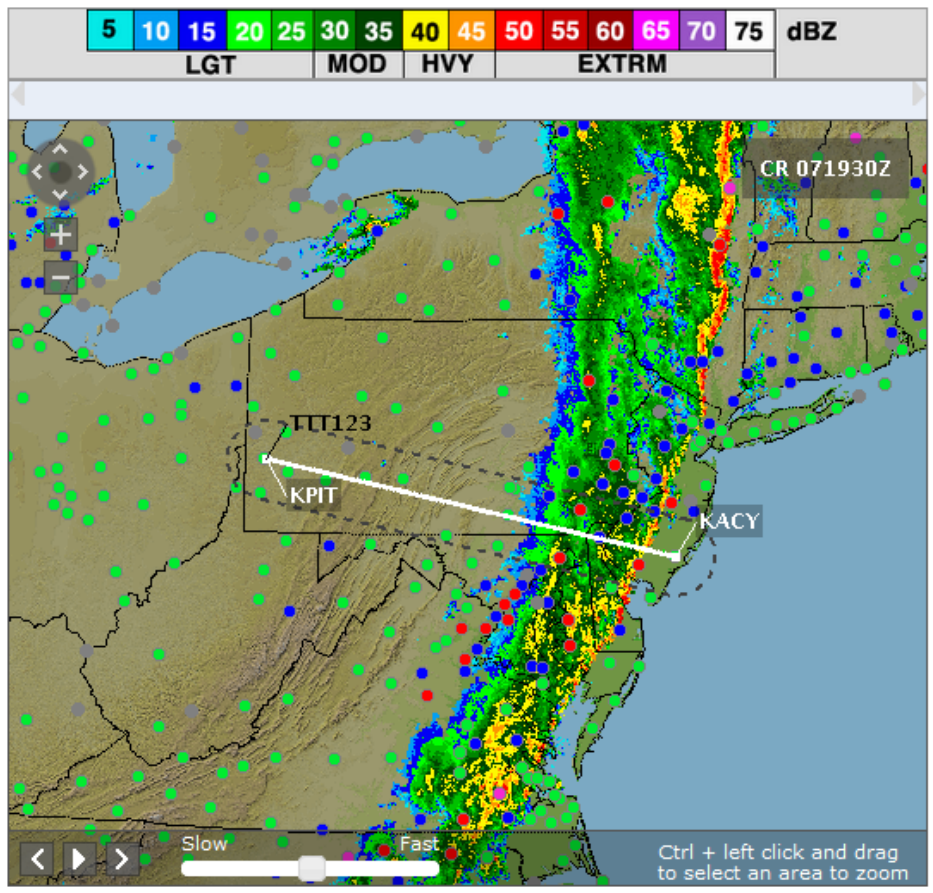 5 10 15 20 25 30 35 40 45 50 55 60 65 70 75 dBZ
LGT MOD HVY EXTRM
CR 071930Z
+
−
TTT123
KPIT
KACY
Slow Fast
Ctrl + left click and drag
to select an area to zoom